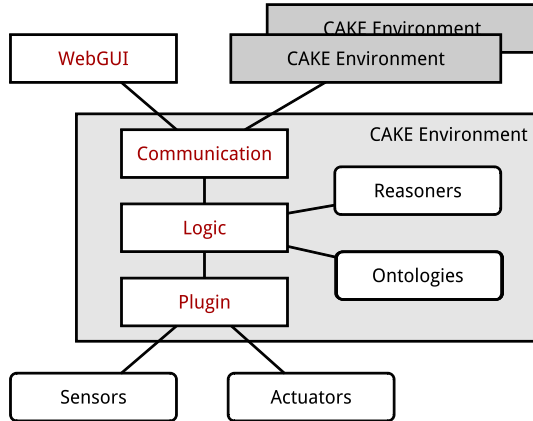 CAKE Environment
WebGUI
CAKE Environment
CAKE Environment
Communication
Reasoners
Logic
Ontologies
Plugin
Sensors
Actuators